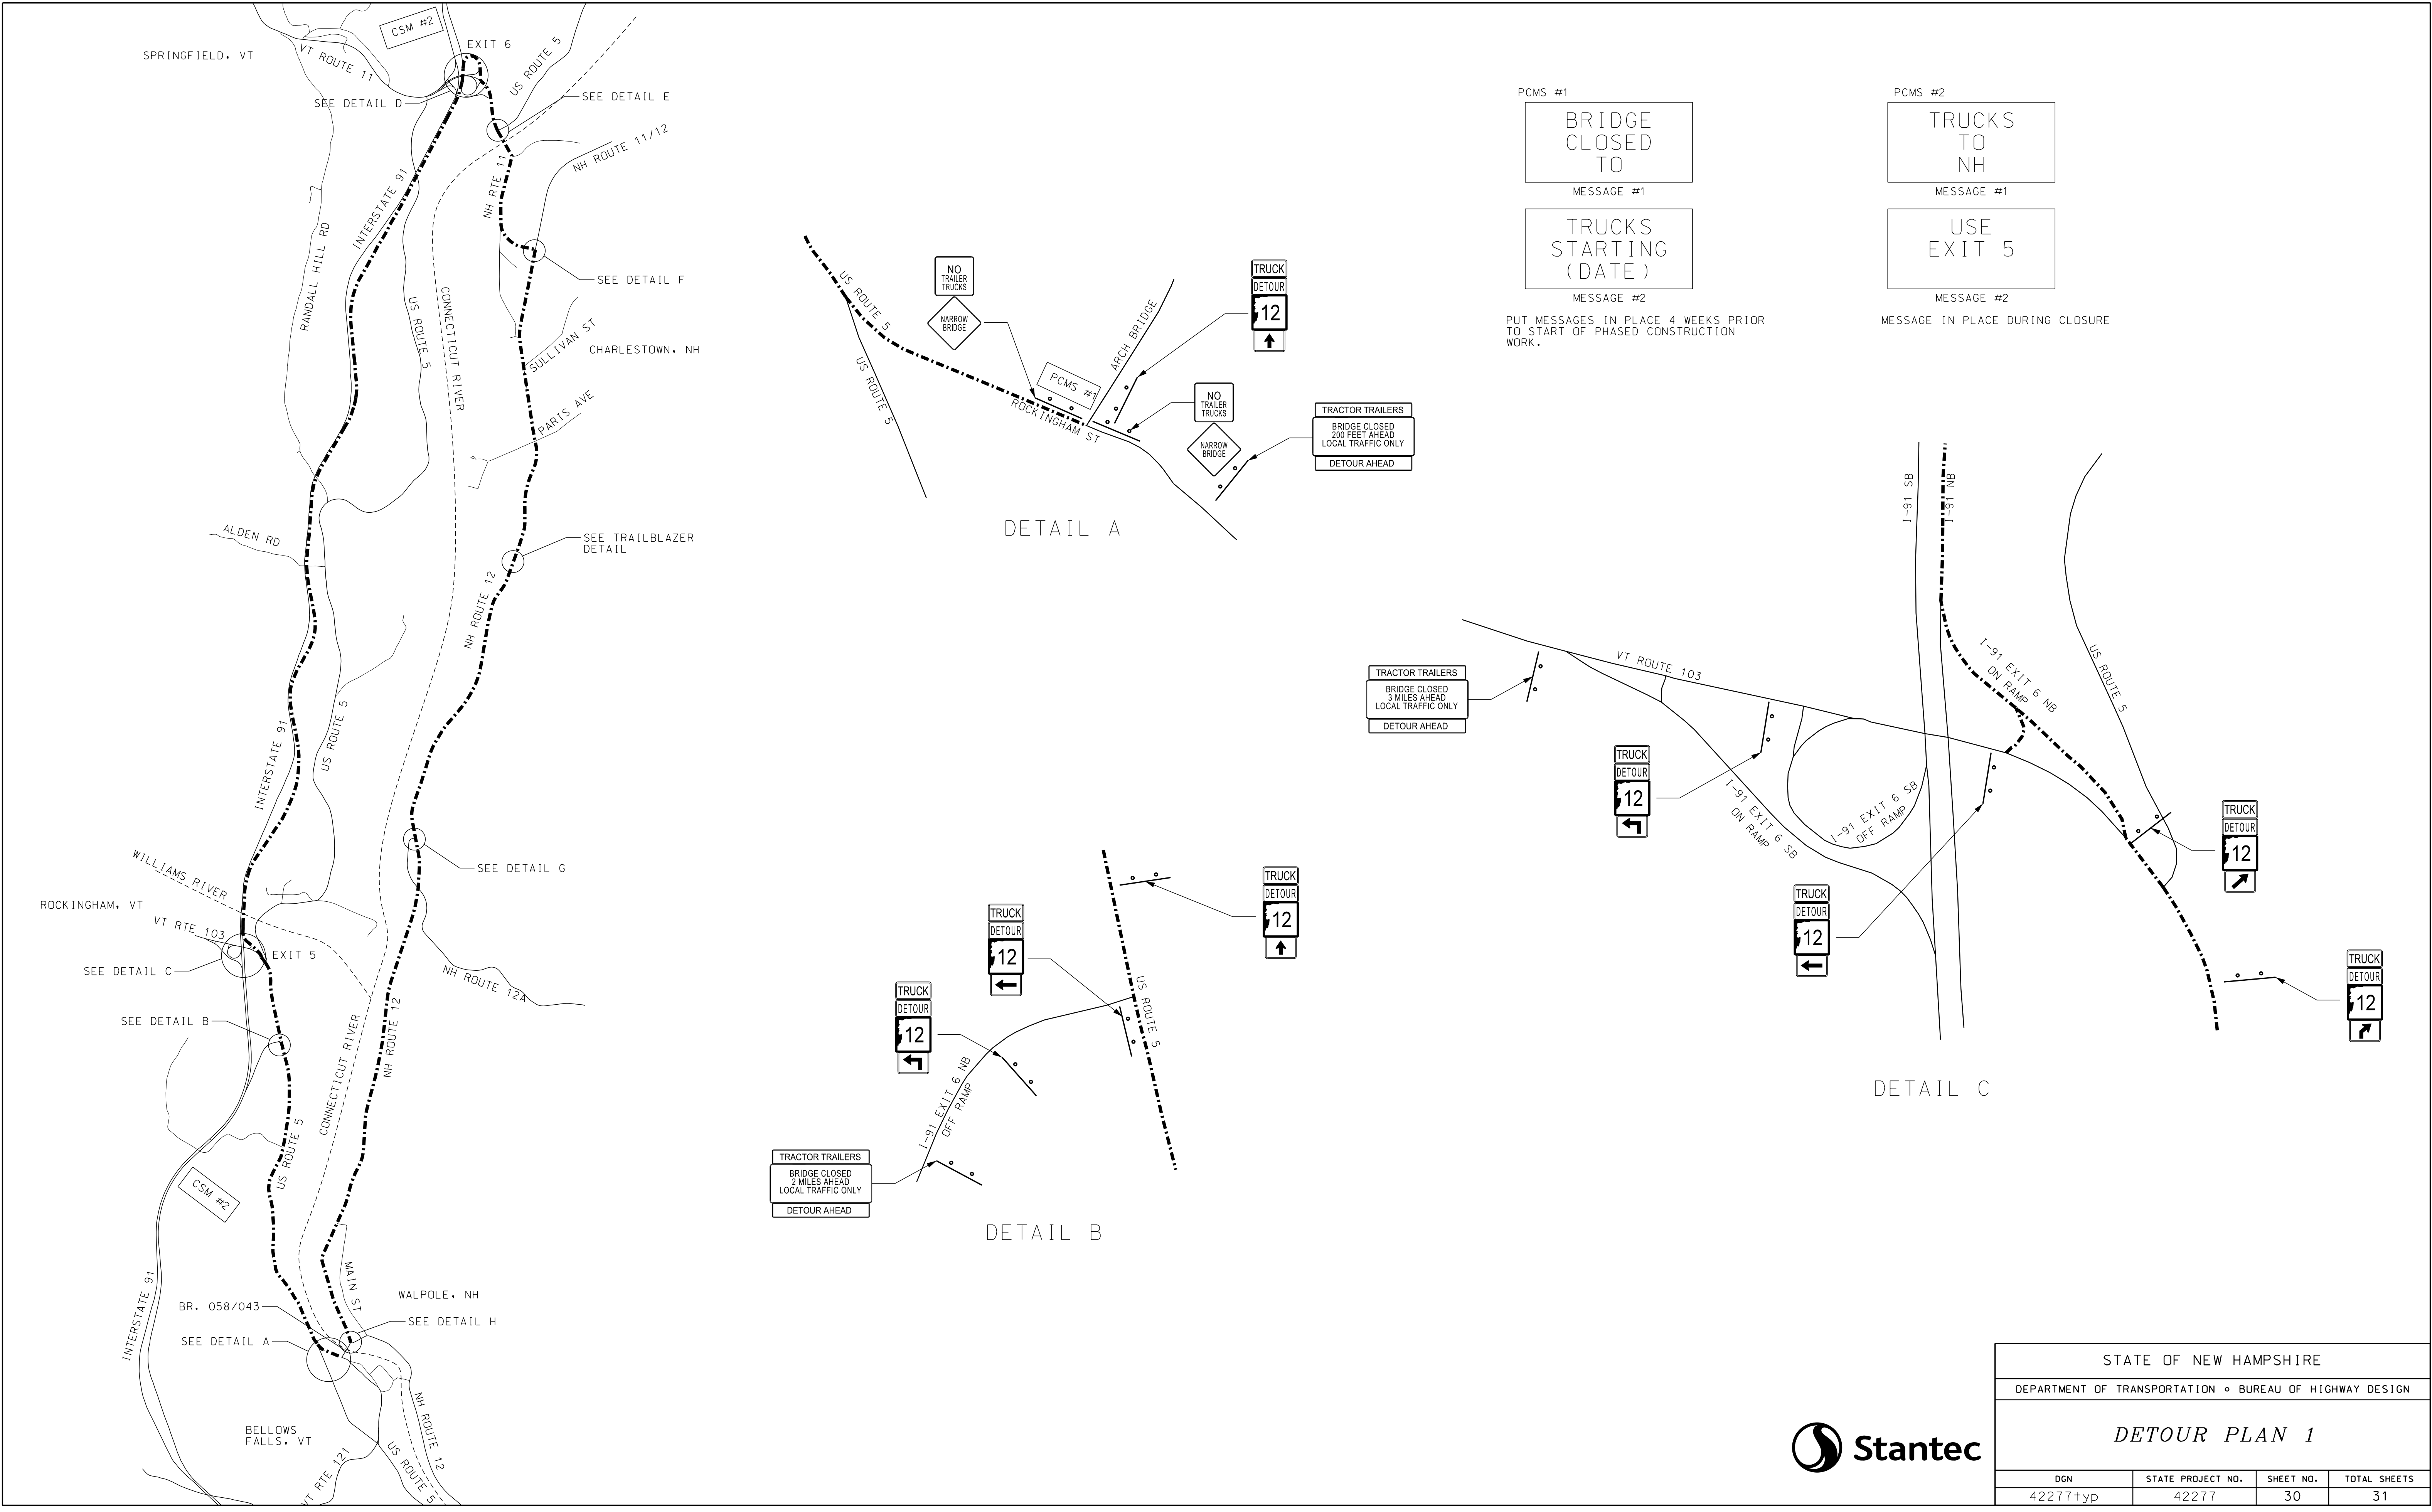 SPRINGFIELD, VT
VT ROUTE 11
CSM #2
EXIT 6
US ROUTE 5
SEE DETAIL D
SEE DETAIL E
NH ROUTE 11/12
NH RTE 11
INTERSTATE 91
RANDALL HILL RD
US ROUTE 5
CONNECTICUT RIVER
SEE DETAIL F
SULLIVAN ST
CHARLESTOWN, NH
PARIS AVE
ALDEN RD
SEE TRAILBLAZER
DETAIL
NH ROUTE 12
US ROUTE 5
INTERSTATE 91
WILLIAMS RIVER
SEE DETAIL G
ROCKINGHAM, VT
VT RTE 103
EXIT 5
SEE DETAIL C
NH ROUTE 12A
SEE DETAIL B
CONNECTICUT RIVER
NH ROUTE 12
US ROUTE 5
CSM #2
INTERSTATE 91
MAIN ST
WALPOLE, NH
BR. 058/043
SEE DETAIL H
SEE DETAIL A
BELLOWS
FALLS, VT
VT RTE 121
US ROUTE 5
NH ROUTE 12
US ROUTE 5
US ROUTE 5
NO
TRAILER
TRUCKS
NARROW
BRIDGE
PCMS #1
ROCKINGHAM ST
ARCH BRIDGE
TRUCK
DETOUR
12
NO
TRAILER
TRUCKS
NARROW
BRIDGE
TRACTOR TRAILERS
BRIDGE CLOSED
200 FEET AHEAD
LOCAL TRAFFIC ONLY
DETOUR AHEAD
DETAIL A
TRUCK
DETOUR
12
TRUCK
DETOUR
12
TRUCK
DETOUR
12
US ROUTE 5
I-91 EXIT 6 NB
OFF RAMP
TRACTOR TRAILERS
BRIDGE CLOSED
2 MILES AHEAD
LOCAL TRAFFIC ONLY
DETOUR AHEAD
DETAIL B
PCMS #1
BRIDGE
CLOSED
TO
MESSAGE #1
TRUCKS
STARTING
(DATE)
MESSAGE #2
PUT MESSAGES IN PLACE 4 WEEKS PRIOR
TO START OF PHASED CONSTRUCTION
WORK.
PCMS #2
TRUCKS
TO
NH
MESSAGE #1
USE
EXIT 5
MESSAGE #2
MESSAGE IN PLACE DURING CLOSURE
I-91 SB
I-91 NB
VT ROUTE 103
I-91 EXIT 6 NB
ON RAMP
US ROUTE 5
TRACTOR TRAILERS
BRIDGE CLOSED
3 MILES AHEAD
LOCAL TRAFFIC ONLY
DETOUR AHEAD
TRUCK
DETOUR
12
I-91 EXIT 6 SB
ON RAMP
I-91 EXIT 6 SB
OFF RAMP
TRUCK
DETOUR
12
TRUCK
DETOUR
12
TRUCK
DETOUR
12
DETAIL C
Stantec
STATE OF NEW HAMPSHIRE
DEPARTMENT OF TRANSPORTATION ∘ BUREAU OF HIGHWAY DESIGN
DETOUR PLAN 1
DGN STATE PROJECT NO. SHEET NO. TOTAL SHEETS
42277typ 42277 30 31